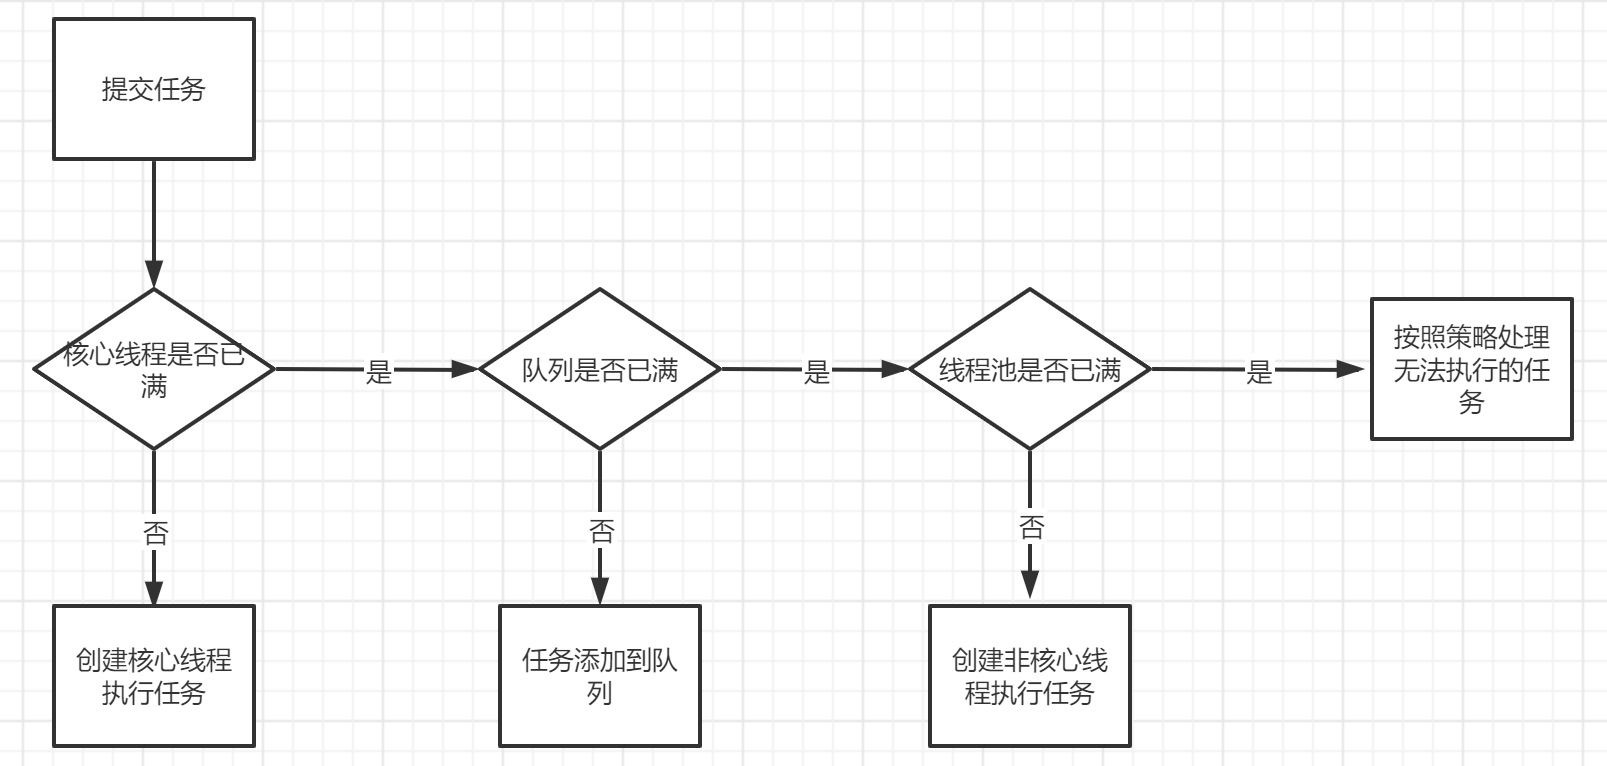 提交任务
核心线程是否已
满
是
队列是否已满
是
线程池是否已满
是
按照策略处理
无法执行的任
务
否
否
否
创建核心线程
执行任务
任务添加到队
列
创建非核心线
程执行任务